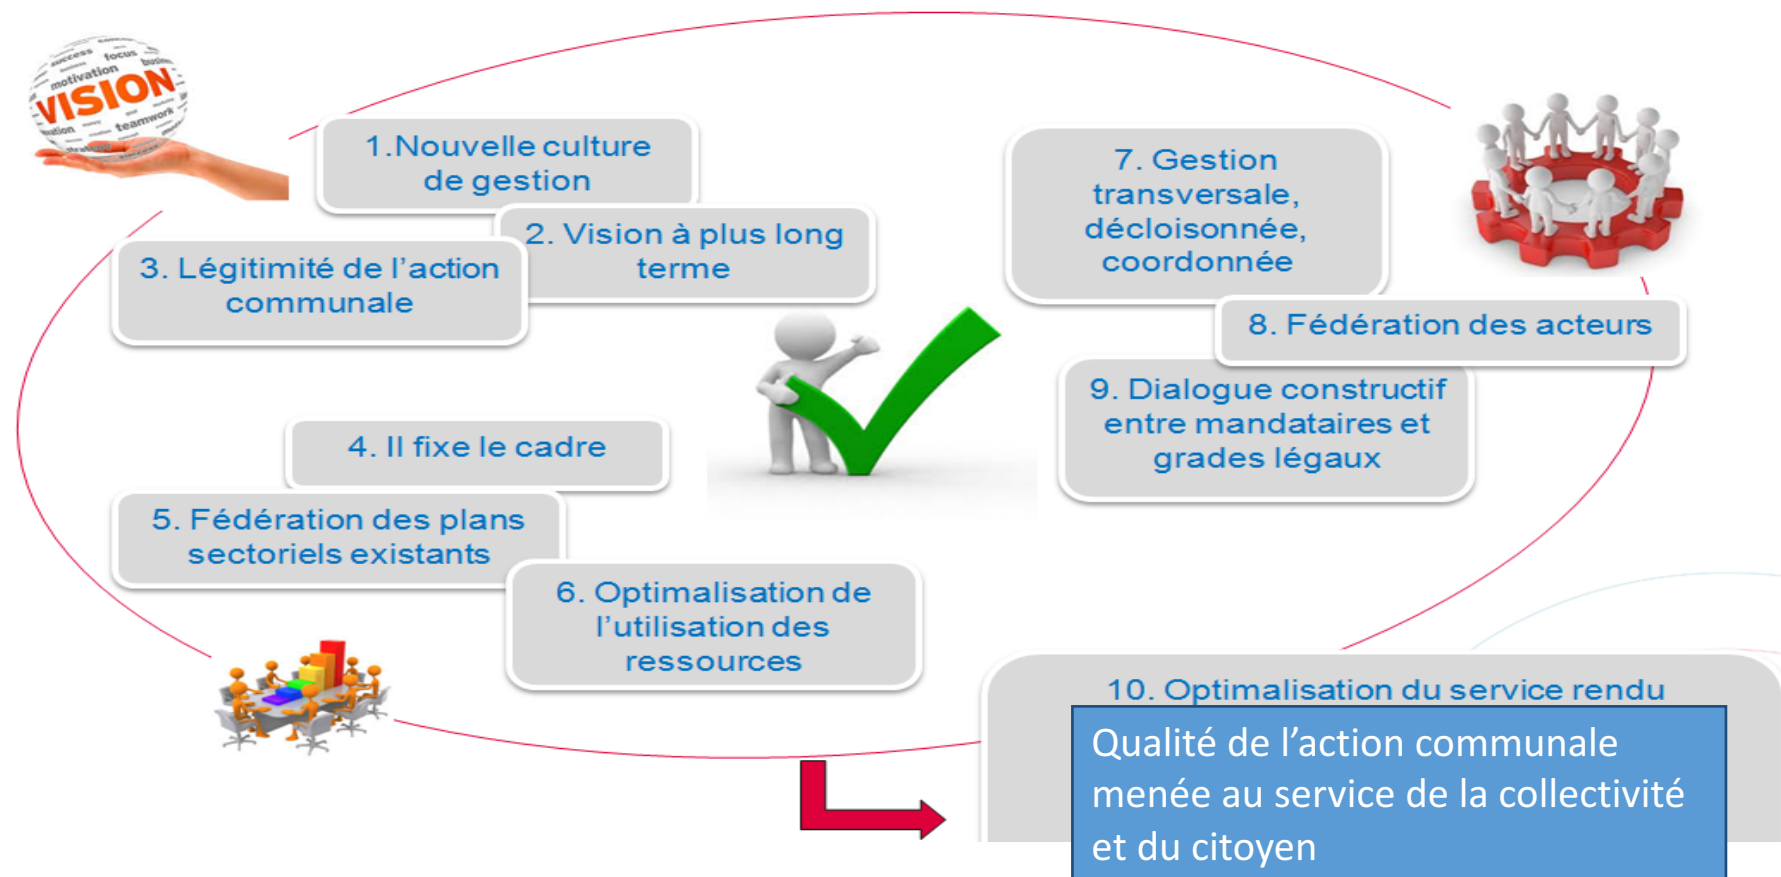 success
focus
motivation
business
VISION
teamwork
1.Nouvelle culture
de gestion
2. Vision à plus long
terme
3. Légitimité de l’action
communale
4. Il fixe le cadre
5. Fédération des plans
sectoriels existants
6. Optimalisation de
l’utilisation des
ressources
7. Gestion
transversale,
décloisonnée,
coordonnée
8. Fédération des acteurs
9. Dialogue constructif
entre mandataires et
grades légaux
10. Optimalisation du service rendu
Qualité de l’action communale
menée au service de la collectivité
et du citoyen